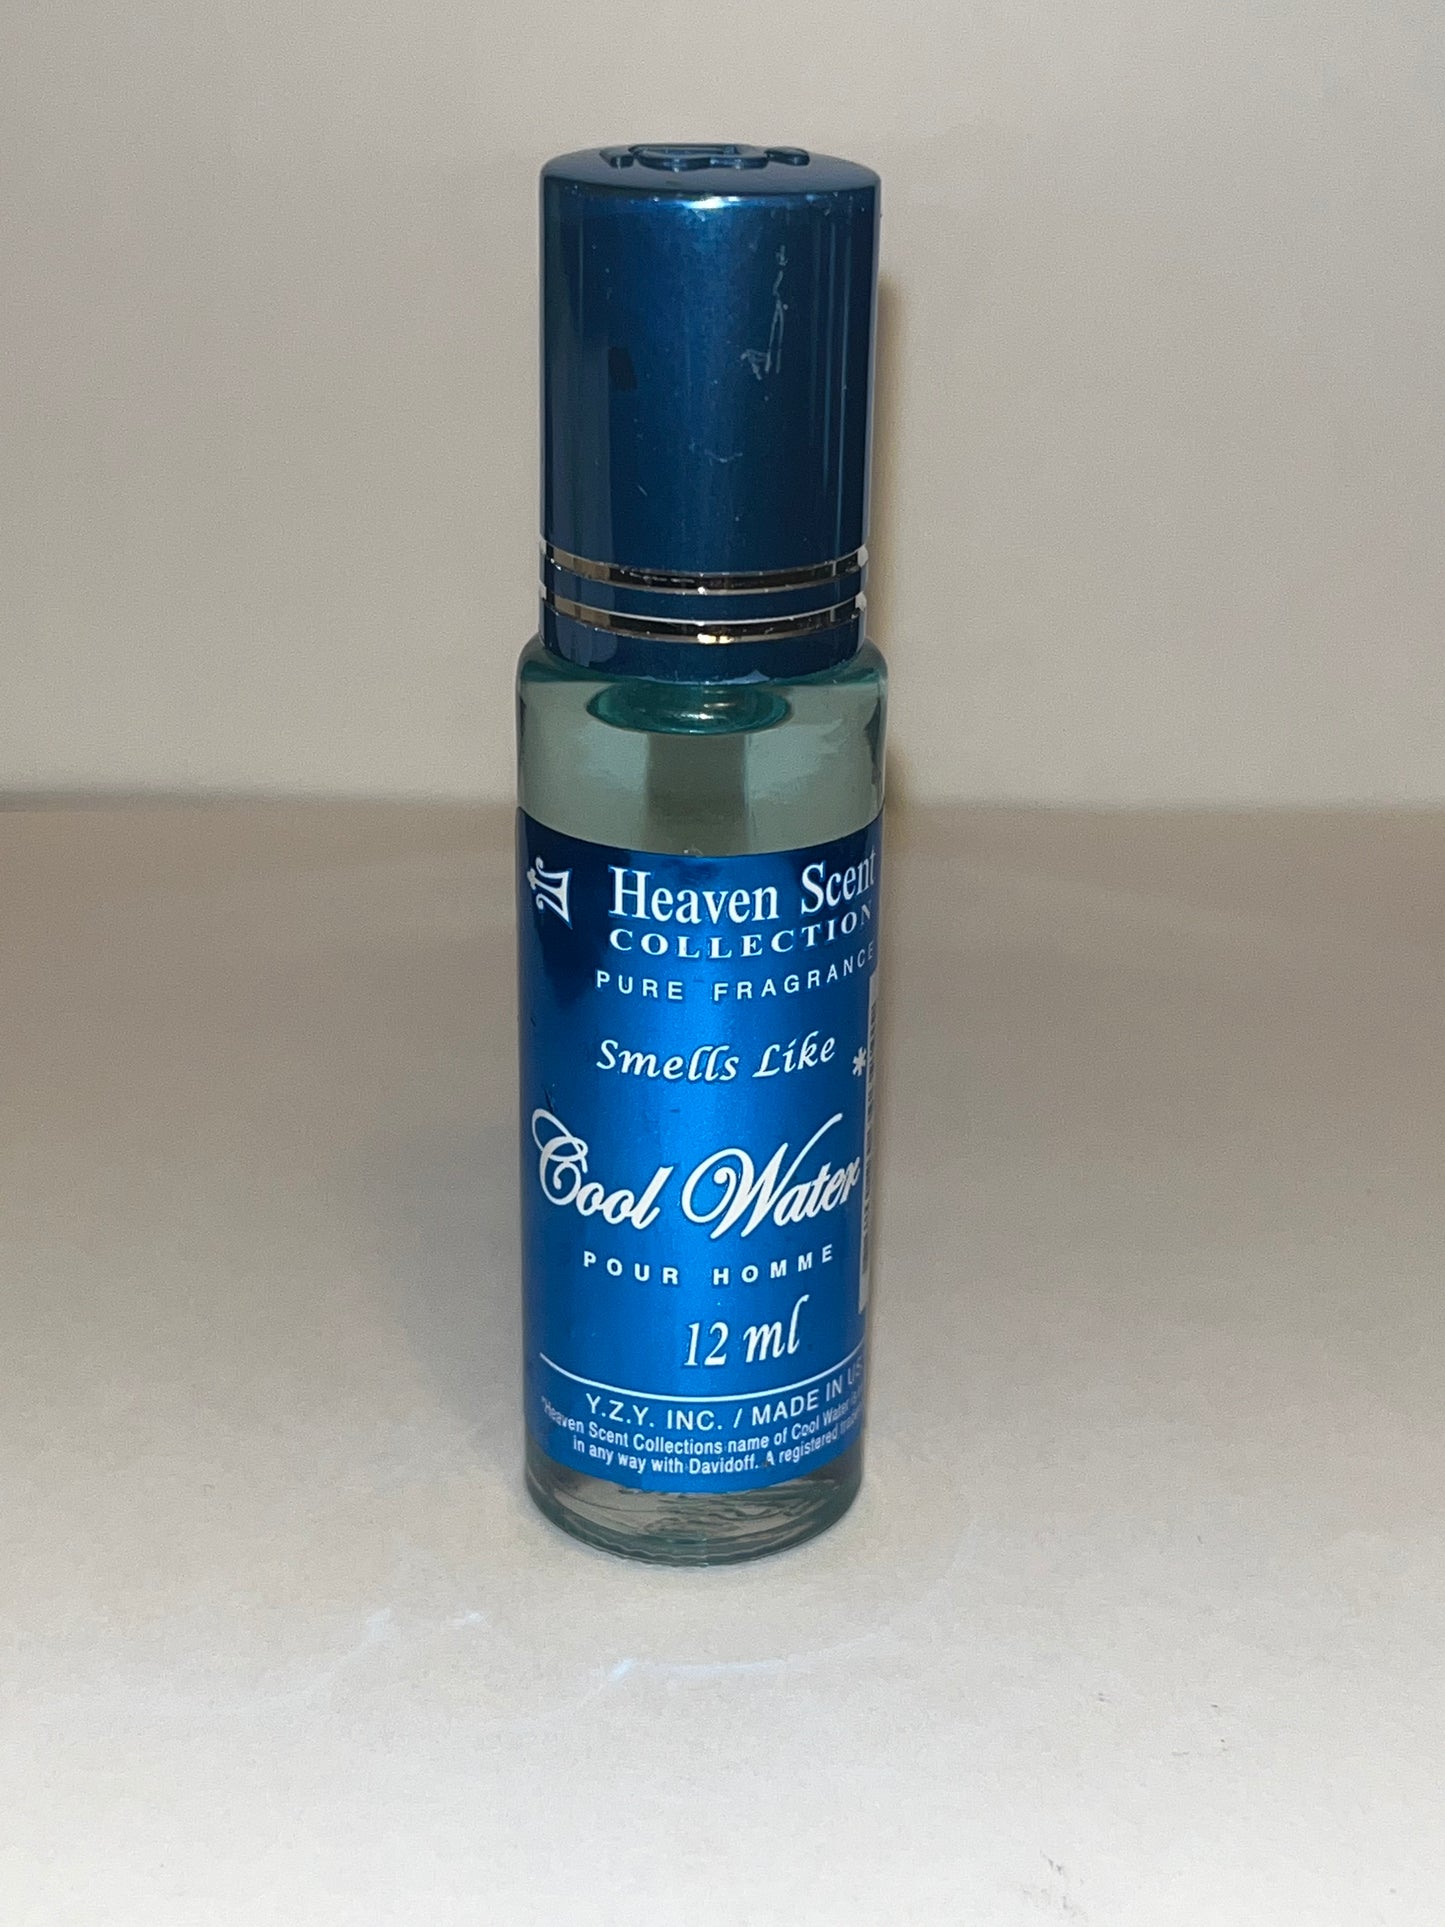 Heaven Scent
COLLECTION
PURE FRAGRANCE
Smells Like *
Cool Water
POUR HOMME
12 ml
Y.Z.Y. INC. / MADE IN US
*Heaven Scent Collections name of Cool Water is
in any way with Davidoff. A registered